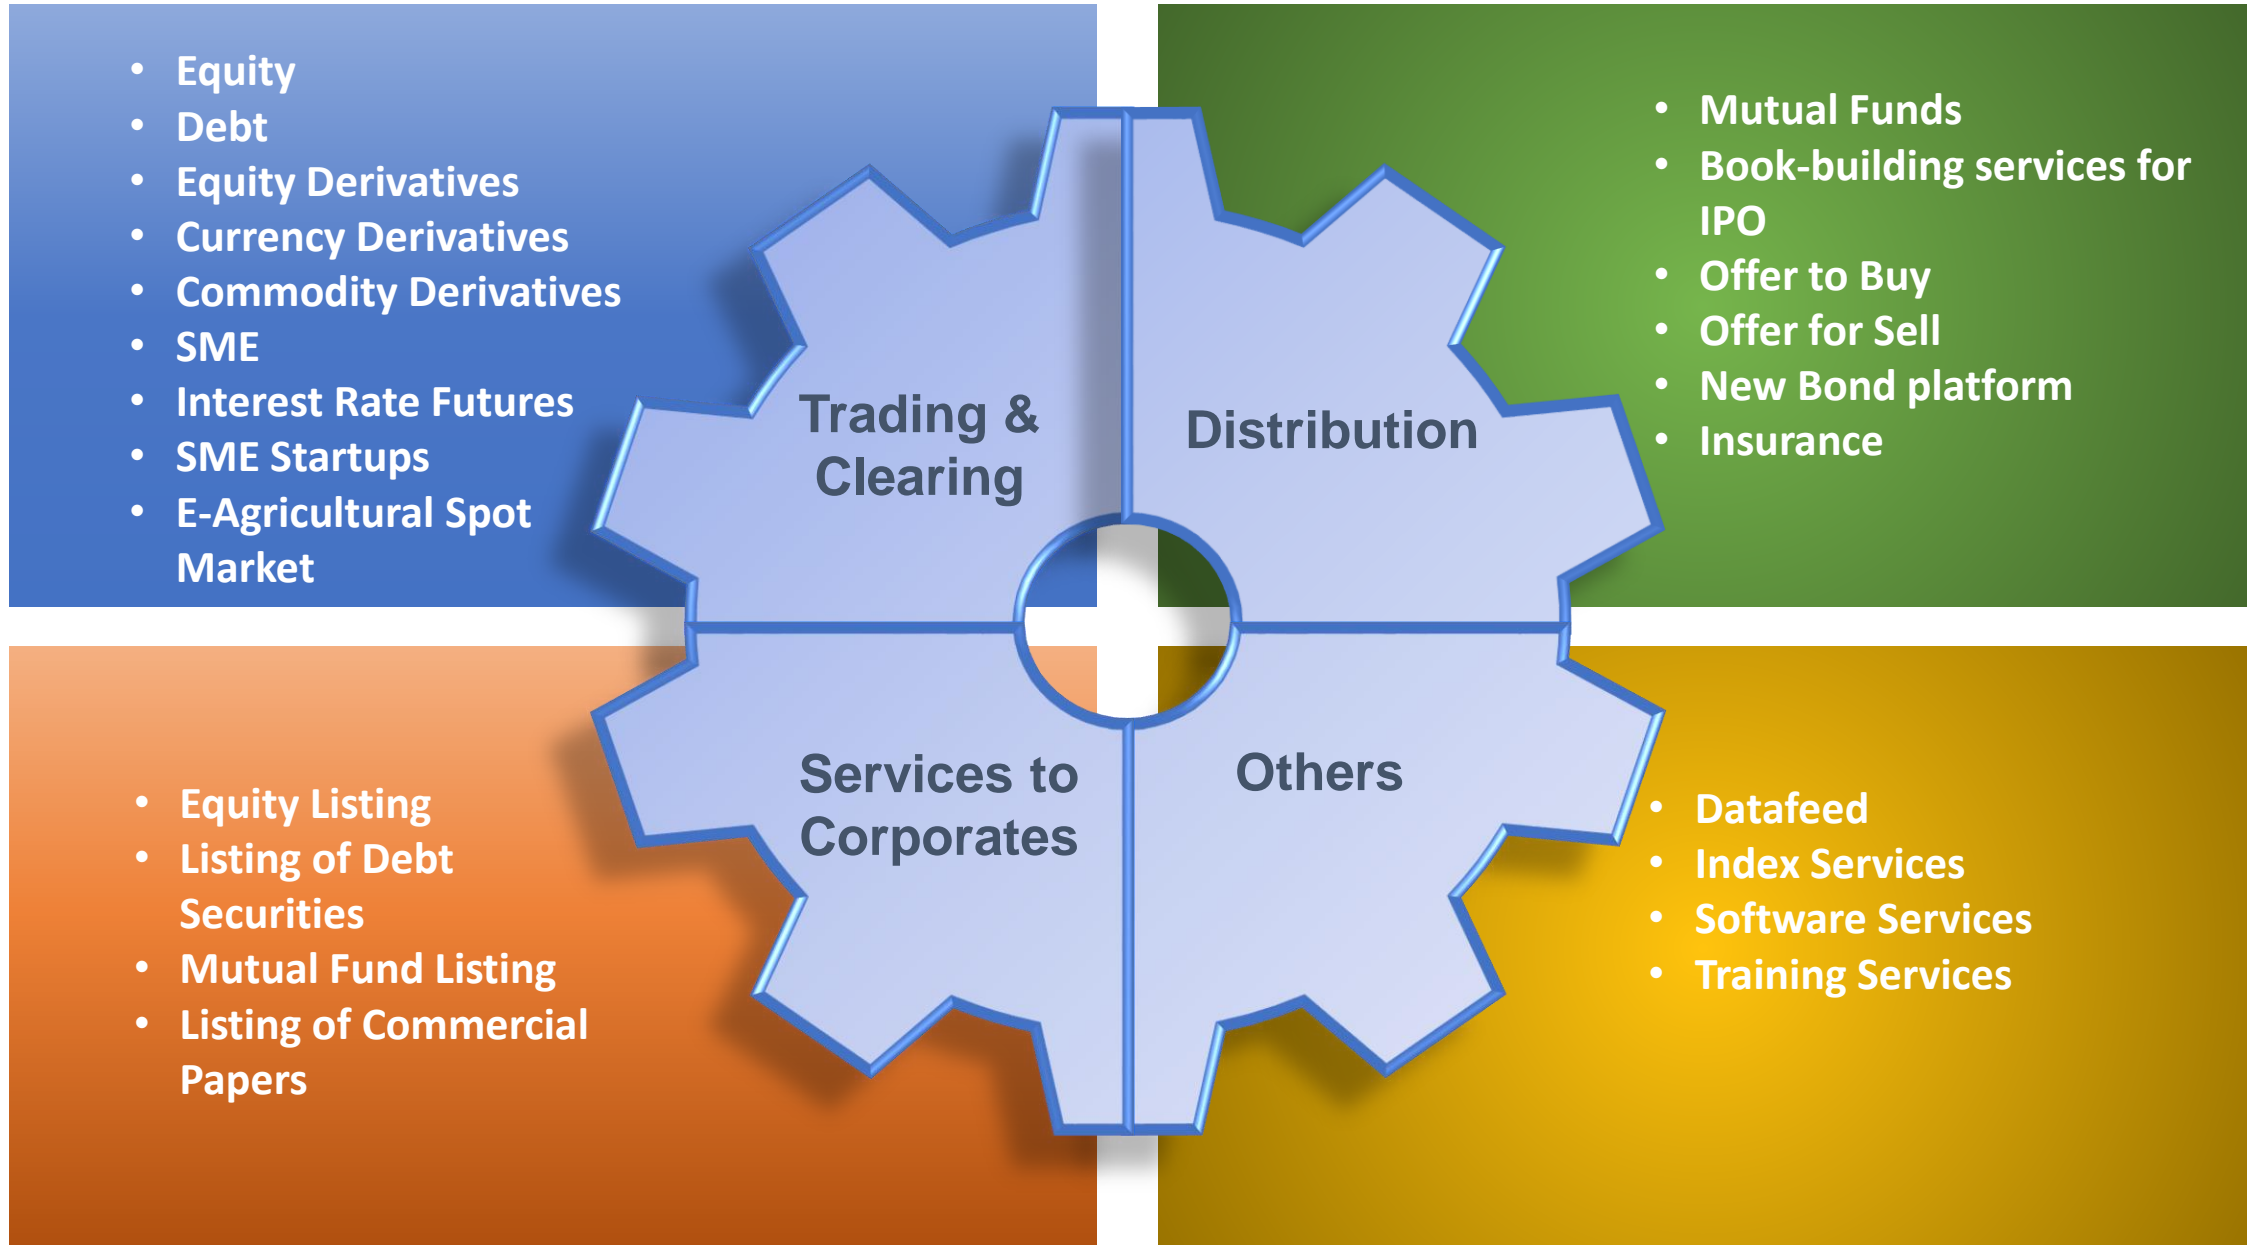 • Equity
• Debt
• Equity Derivatives
• Currency Derivatives
• Commodity Derivatives
• SME
• Interest Rate Futures
• SME Startups
• E-Agricultural Spot
Market
Trading &
Clearing
Distribution
• Mutual Funds
• Book-building services for
IPO
• Offer to Buy
• Offer for Sell
• New Bond platform
• Insurance
• Equity Listing
• Listing of Debt
Securities
• Mutual Fund Listing
• Listing of Commercial
Papers
Services to
Corporates
Others
• Datafeed
• Index Services
• Software Services
• Training Services